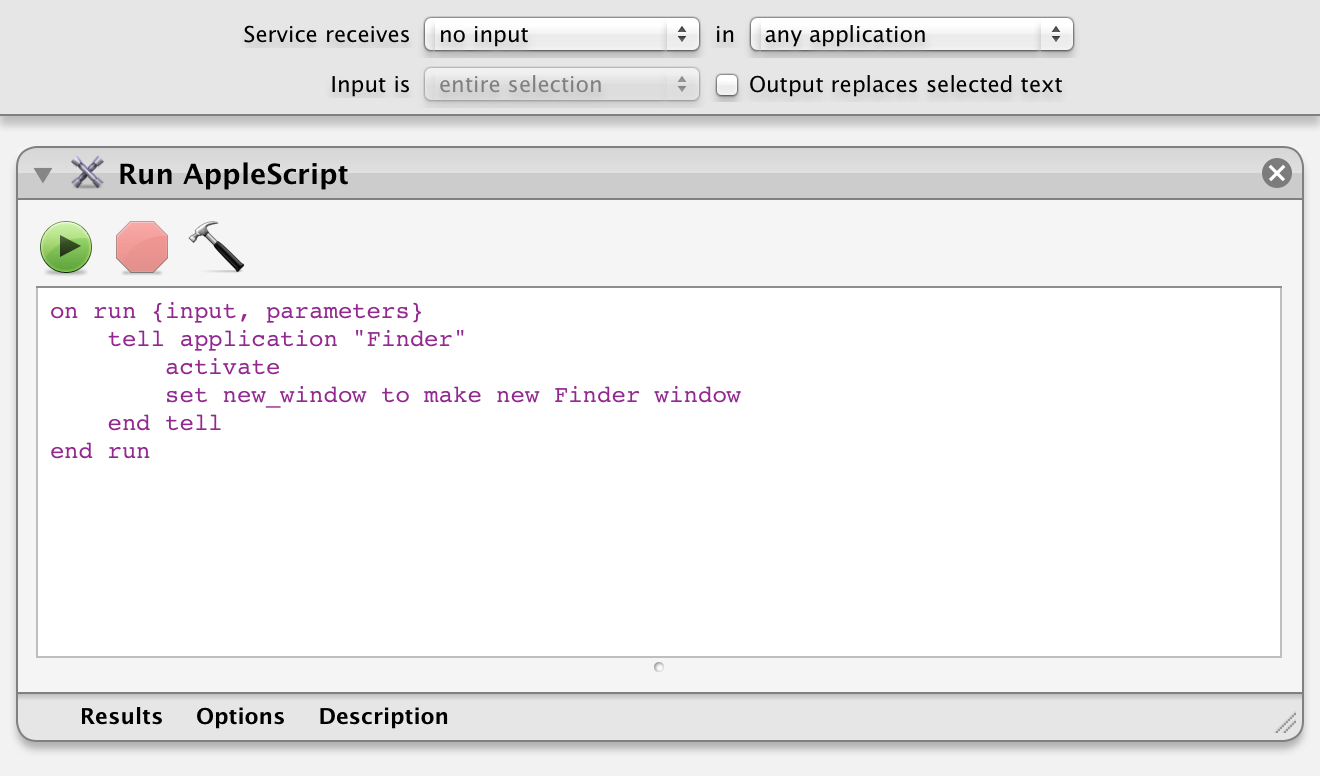 Service receives no input in any application
Input is entire selection Output replaces selected text
Run AppleScript
on run {input, parameters}
    tell application "Finder"
        activate
        set new_window to make new Finder window
    end tell
end run
Results Options Description